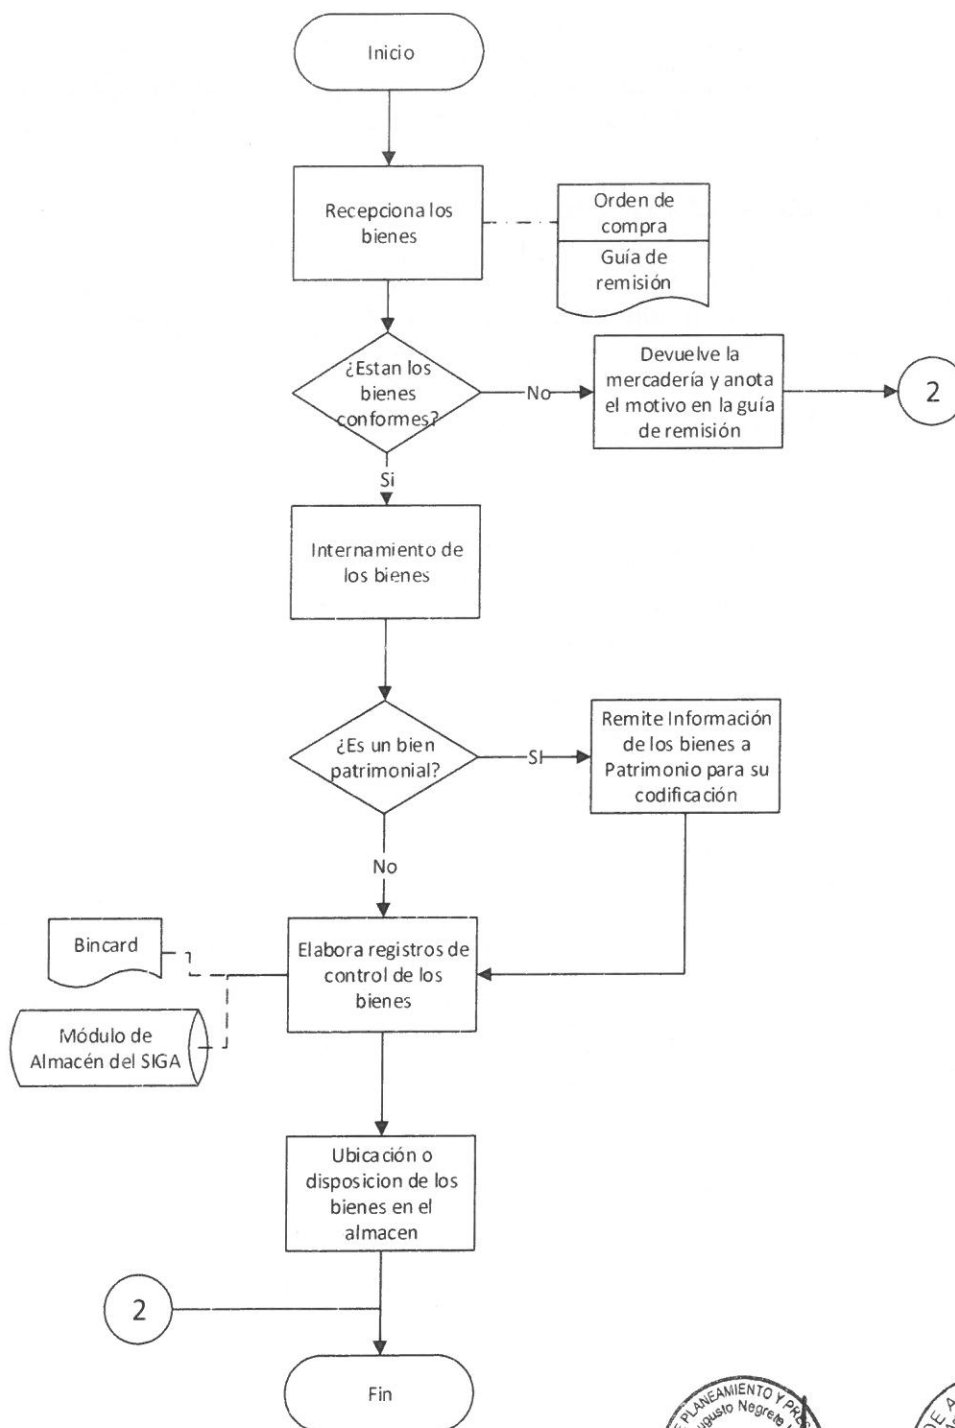 Inicio
Recepciona los
bienes
Orden de
compra
Guía de
remisión
¿Estan los
bienes
conformes?
No
Devuelve la
mercadería y anota
el motivo en la guía
de remisión
2
Si
Internamiento de
los bienes
¿Es un bien
patrimonial?
SI
Remite Información
de los bienes a
Patrimonio para su
codificación
No
Bincard
Elabora registros de
control de los
bienes
Módulo de
Almacén del SIGA
Ubicación o
disposicion de los
bienes en el
almacen
2
Fin
PLANEAMIENTO Y
Negrete